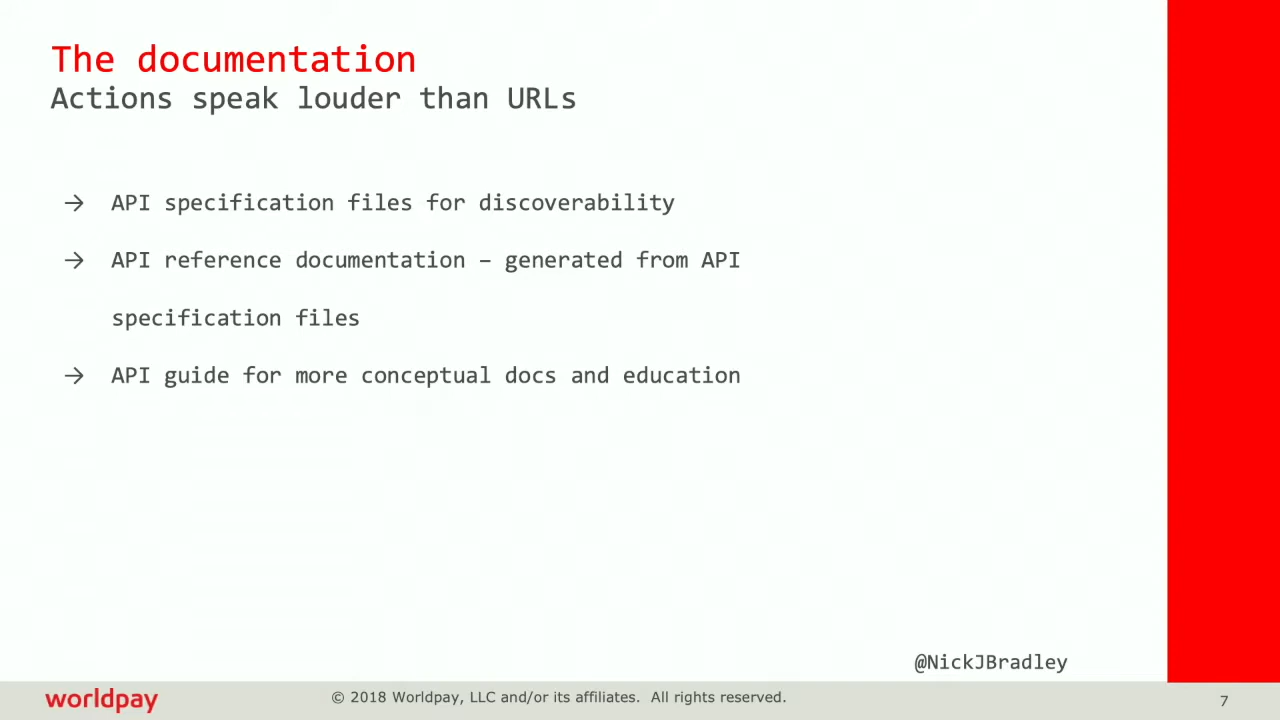 The documentation
Actions speak louder than URLs
→ API specification files for discoverability
→ API reference documentation – generated from API
specification files
→ API guide for more conceptual docs and education
@NickJBradley
worldpay
© 2018 Worldpay, LLC and/or its affiliates. All rights reserved.
7